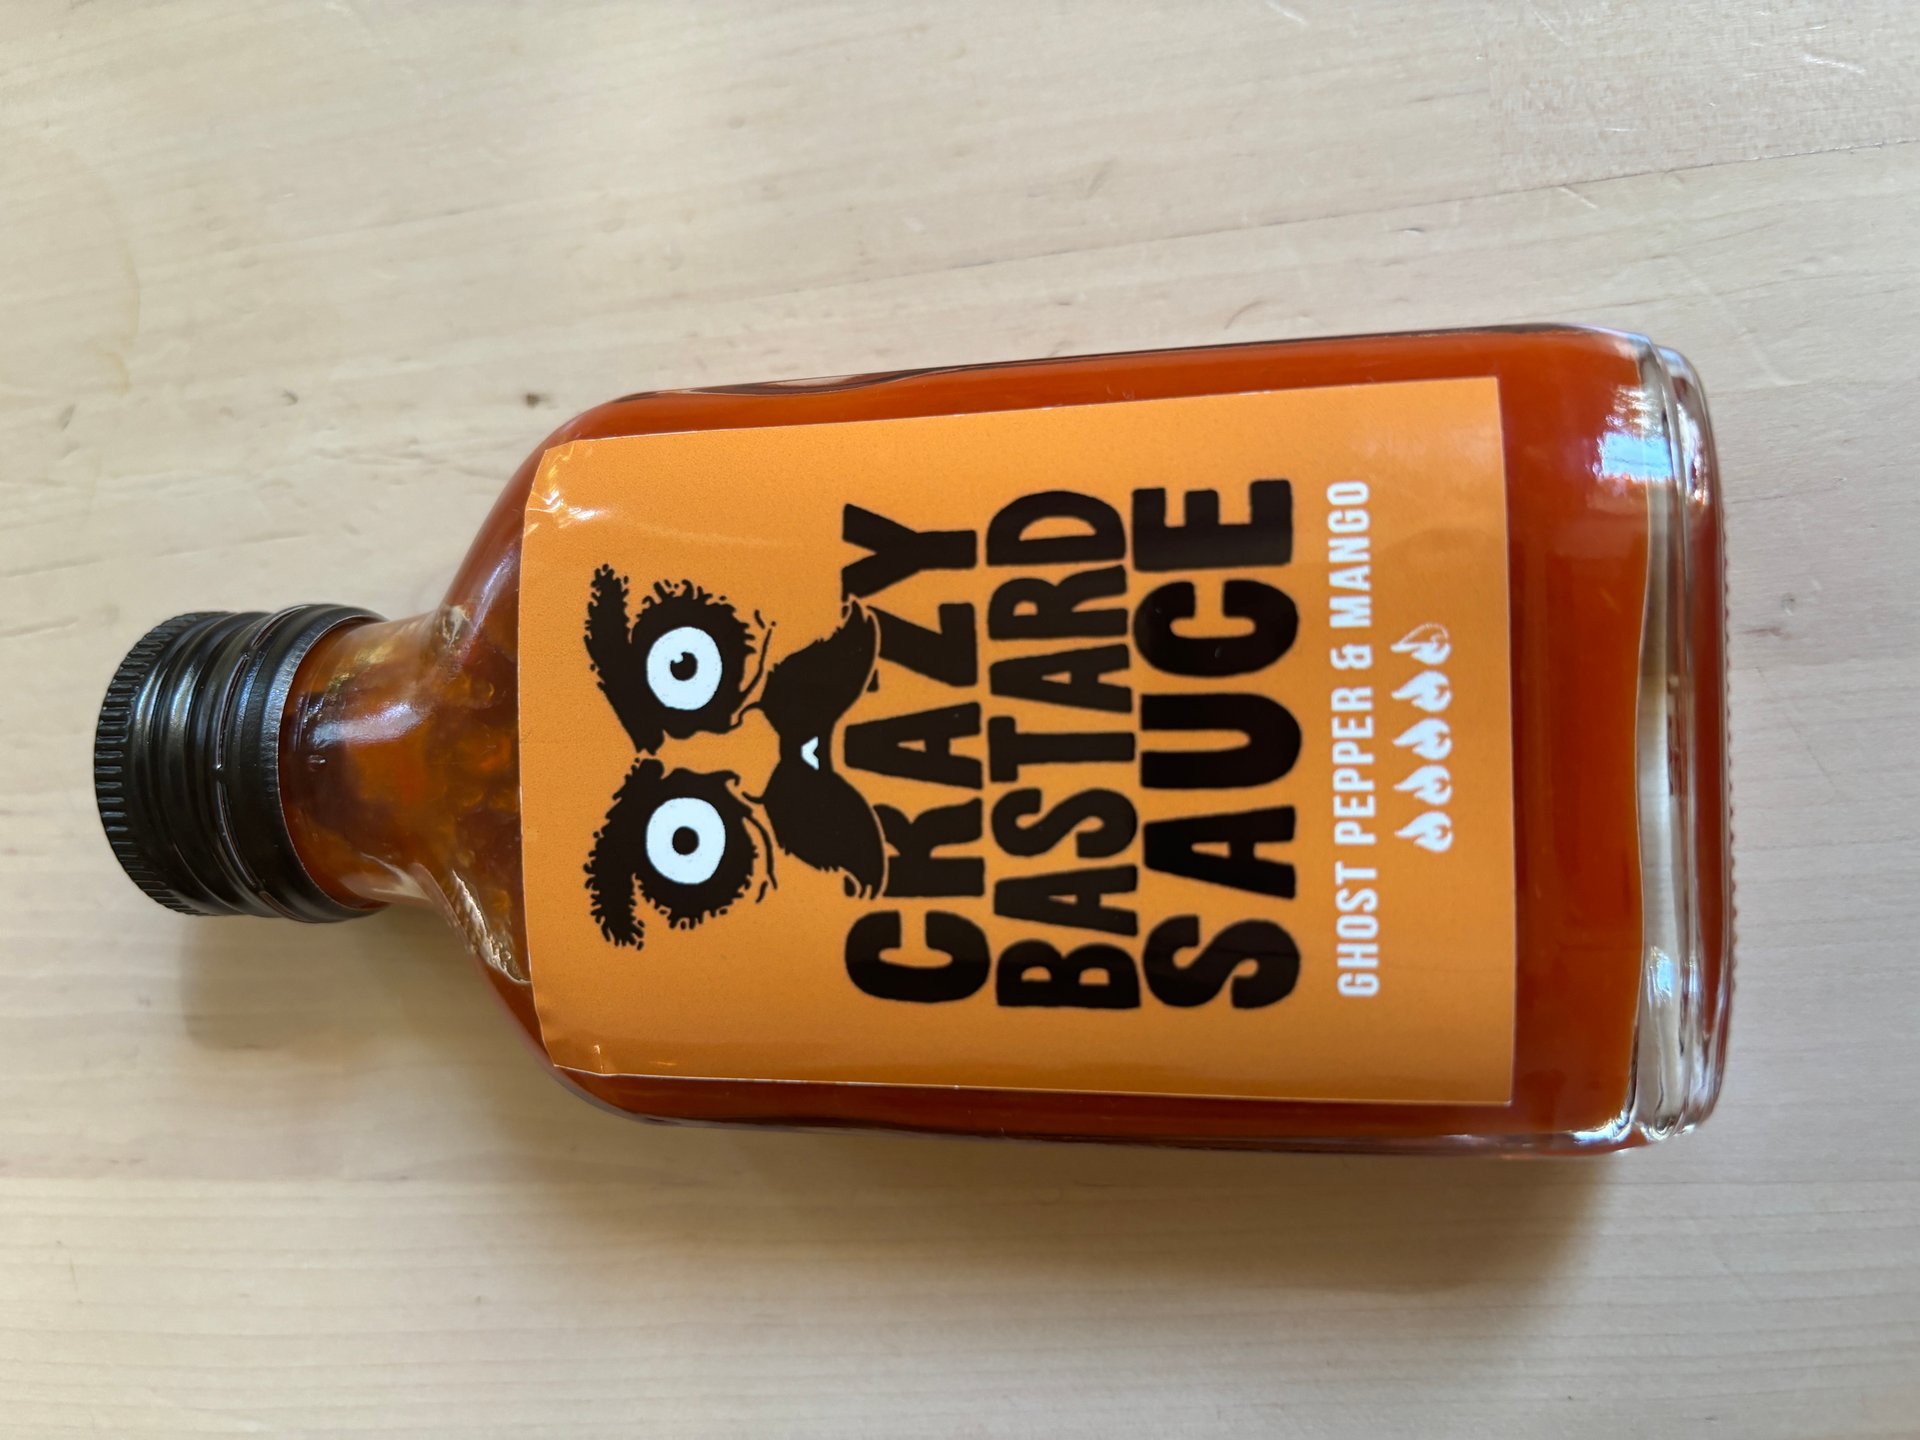 CRAZY
BASTARD
SAUCE
GHOST PEPPER & MANGO